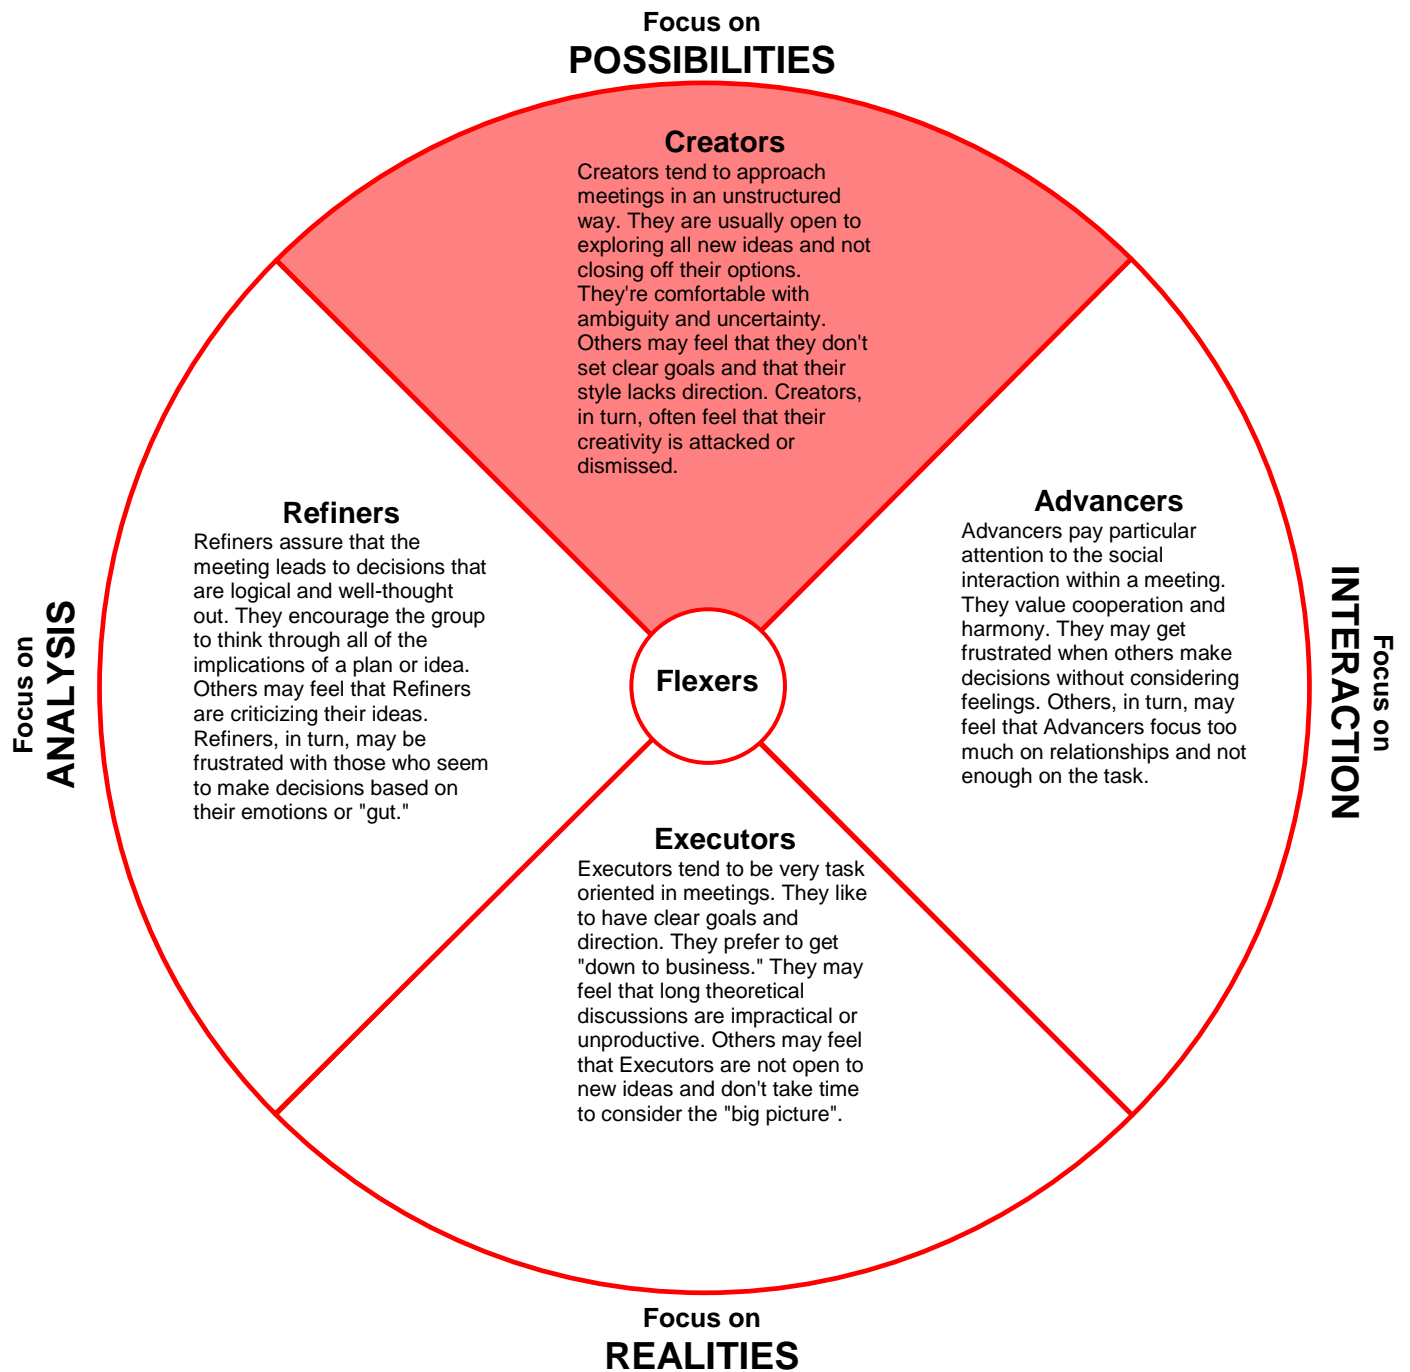 Focus on
POSSIBILITIES
Creators
Creators tend to approach
meetings in an unstructured
way. They are usually open to
exploring all new ideas and not
closing off their options.
They're comfortable with
ambiguity and uncertainty.
Others may feel that they don't
set clear goals and that their
style lacks direction. Creators,
in turn, often feel that their
creativity is attacked or
dismissed.
Focus on
ANALYSIS
Refiners
Refiners assure that the
meeting leads to decisions that
are logical and well-thought
out. They encourage the group
to think through all of the
implications of a plan or idea.
Others may feel that Refiners
are criticizing their ideas.
Refiners, in turn, may be
frustrated with those who seem
to make decisions based on
their emotions or "gut."
Flexers
Advancers
Advancers pay particular
attention to the social
interaction within a meeting.
They value cooperation and
harmony. They may get
frustrated when others make
decisions without considering
feelings. Others, in turn, may
feel that Advancers focus too
much on relationships and not
enough on the task.
Focus on
INTERACTION
Executors
Executors tend to be very task
oriented in meetings. They like
to have clear goals and
direction. They prefer to get
"down to business." They may
feel that long theoretical
discussions are impractical or
unproductive. Others may feel
that Executors are not open to
new ideas and don't take time
to consider the "big picture".
Focus on
REALITIES